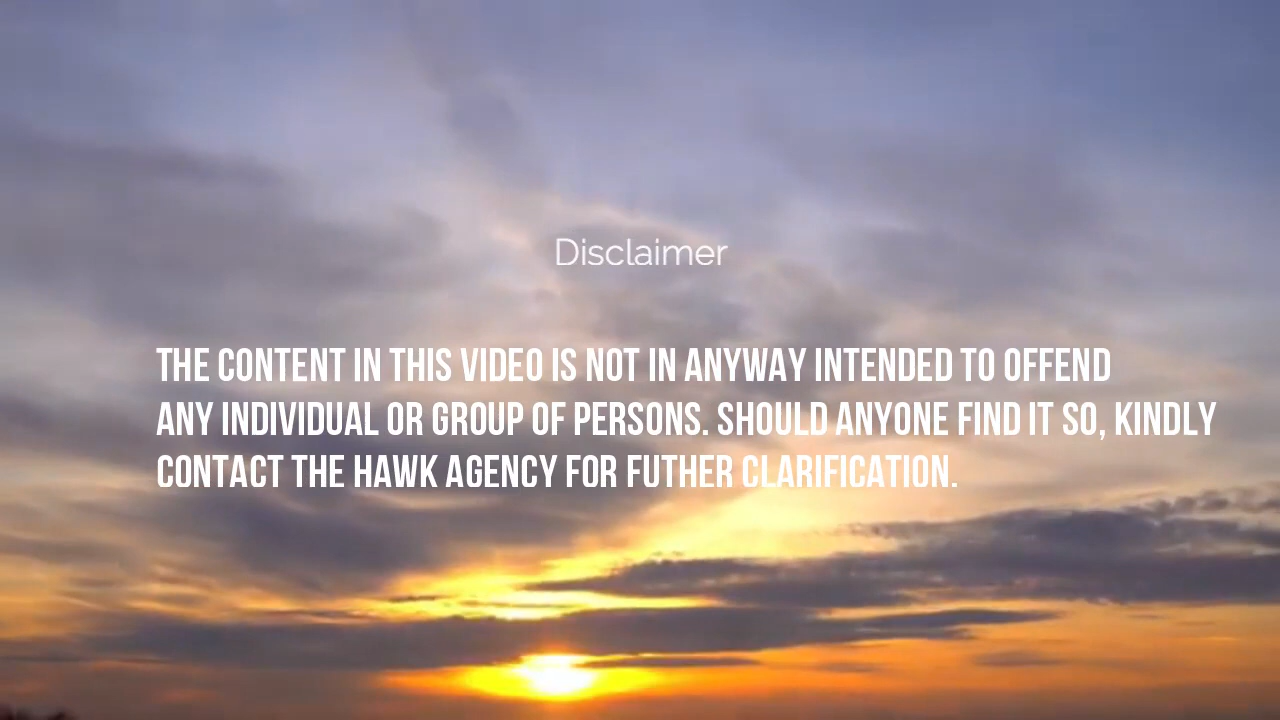 Disclaimer
THE CONTENT IN THIS VIDEO IS NOT IN ANYWAY INTENDED TO OFFEND
ANY INDIVIDUAL OR GROUP OF PERSONS. SHOULD ANYONE FIND IT SO, KINDLY
CONTACT THE HAWK AGENCY FOR FUTHER CLARIFICATION.